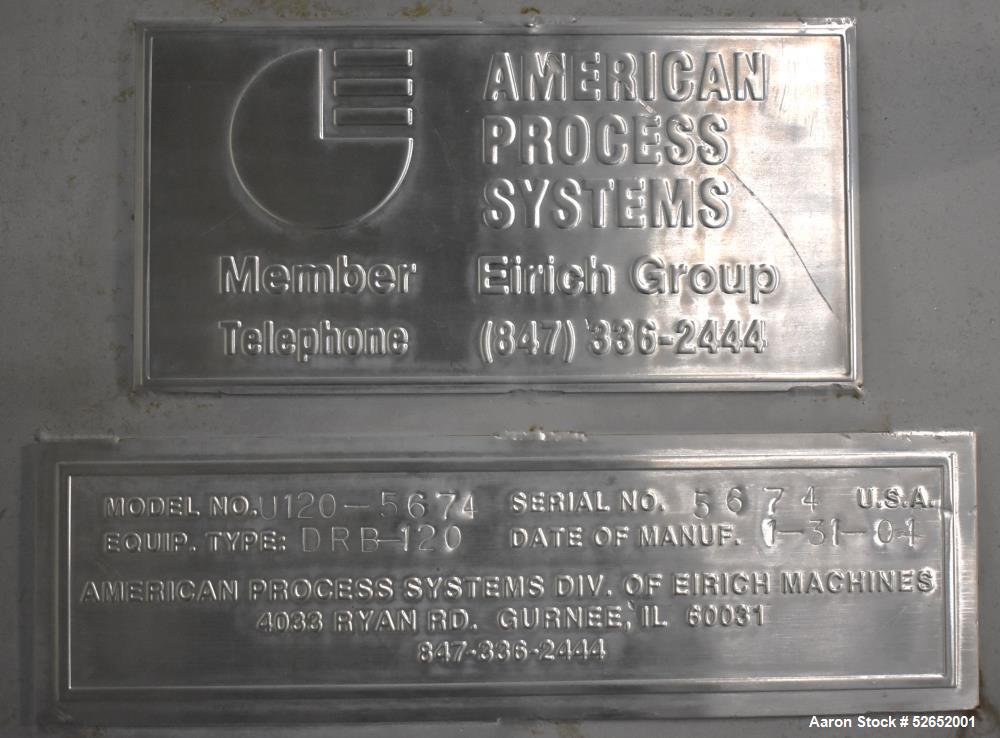 AMERICAN
PROCESS
SYSTEMS
Member Eirich Group
Telephone (847) 336-2444
MODEL NO. U120-5674 SERIAL NO. 5674 U.S.A.
EQUIP. TYPE: DRB-120 DATE OF MANUF. 1-31-04
AMERICAN PROCESS SYSTEMS DIV. OF EIRICH MACHINES
4033 RYAN RD. GURNEE, IL 60031
847-336-2444
Aaron Stock # 52652001